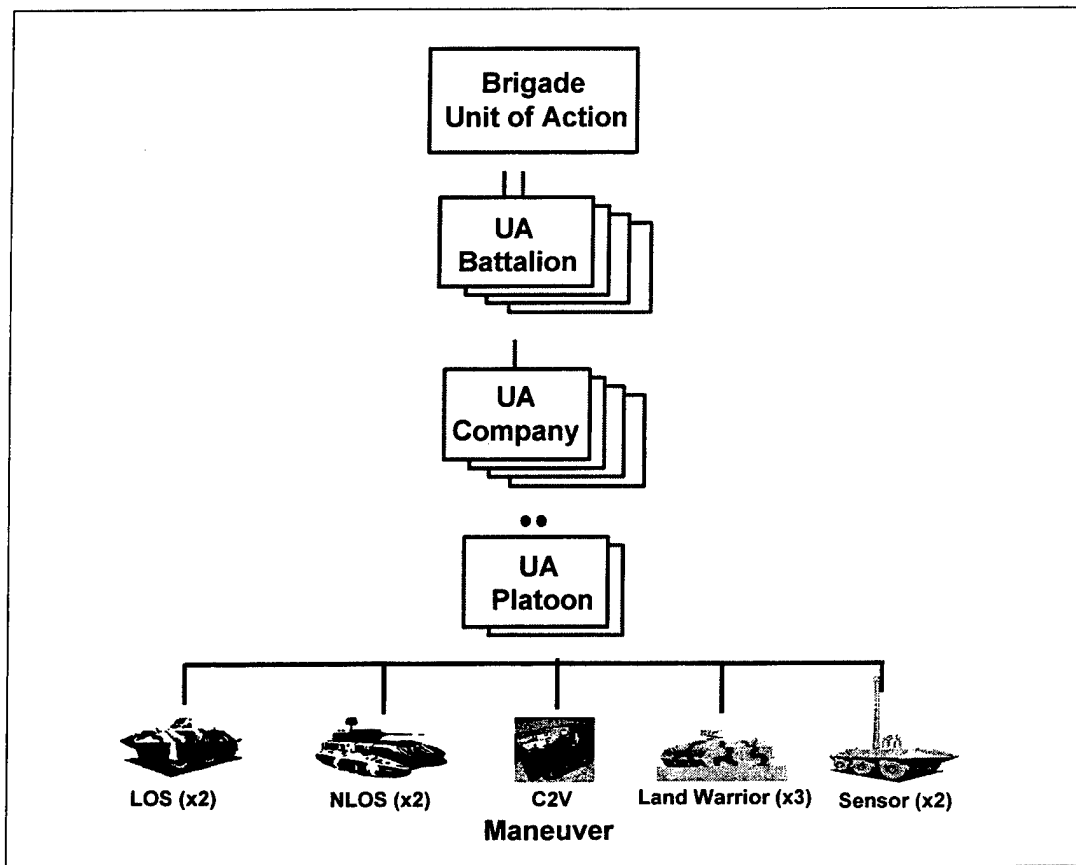 Brigade
Unit of Action
UA
Battalion
UA
Company
UA
Platoon
LOS (x2)
NLOS (x2)
C2V
Land Warrior (x3)
Sensor (x2)
Maneuver